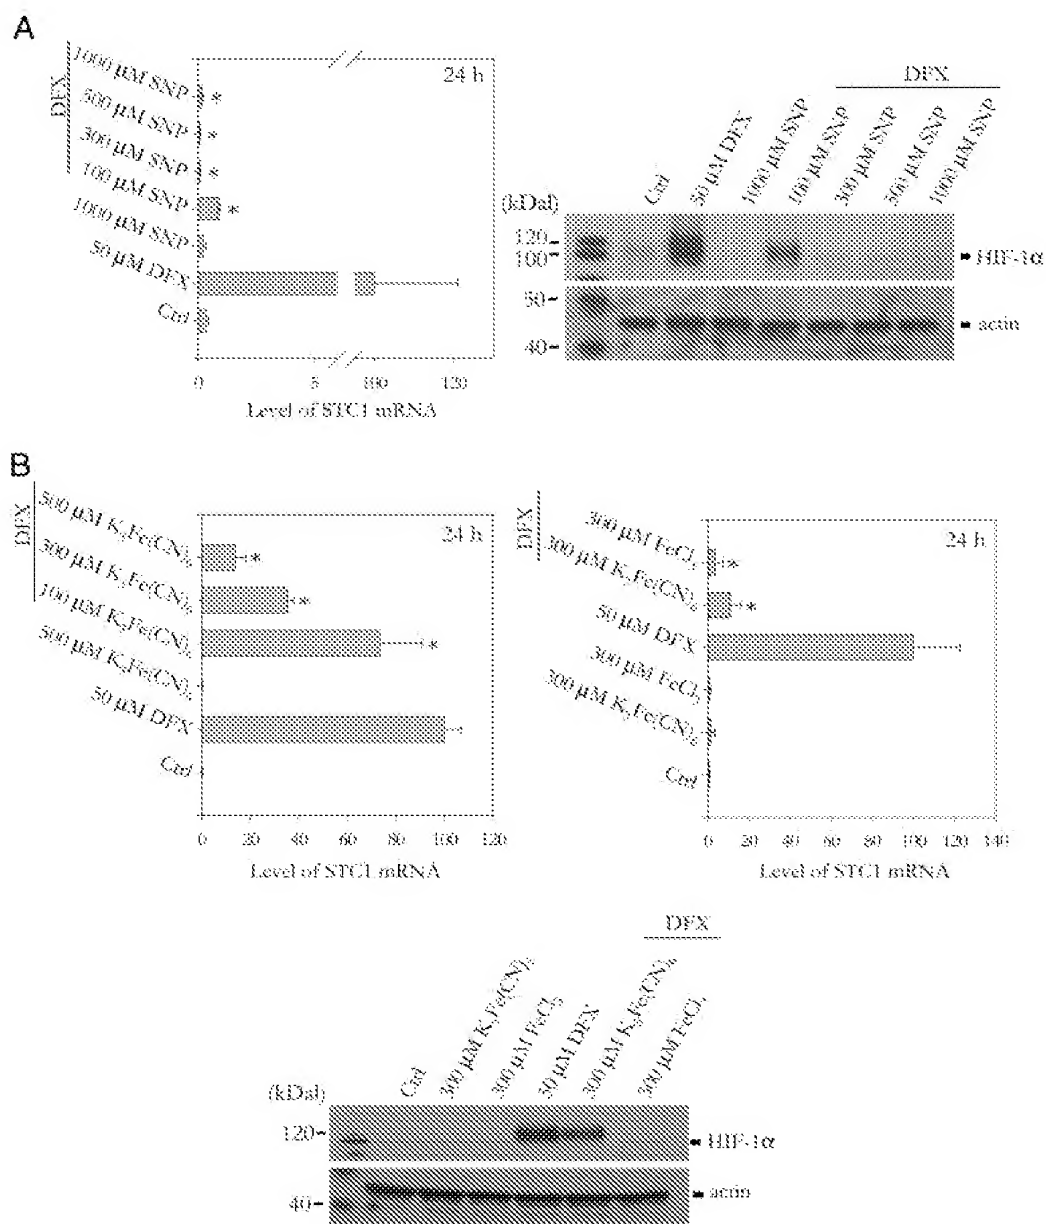 A
DFX
1000 µM SNP
500 µM SNP
300 µM SNP
100 µM SNP
1000 µM SNP
50 µM DFX
Ctrl
*
*
*
*
24 h
0 5 100 120
Level of STC1 mRNA
DFX
Ctrl
50 µM DFX
1000 µM SNP
100 µM SNP
300 µM SNP
500 µM SNP
1000 µM SNP
(kDal)
120
100
HIF-1α
50
40
actin
B
DFX
500 µM K₃Fe(CN)₆
300 µM K₃Fe(CN)₆
100 µM K₃Fe(CN)₆
500 µM K₃Fe(CN)₆
50 µM DFX
Ctrl
*
*
*
24 h
0 20 40 60 80 100 120
Level of STC1 mRNA
DFX
300 µM FeCl₃
300 µM K₃Fe(CN)₆
50 µM DFX
300 µM FeCl₃
300 µM K₃Fe(CN)₆
Ctrl
*
*
24 h
0 20 40 60 80 100 120 140
Level of STC1 mRNA
DFX
Ctrl
300 µM K₃Fe(CN)₆
300 µM FeCl₃
50 µM DFX
300 µM K₃Fe(CN)₆
300 µM FeCl₃
(kDal)
120
HIF-1α
40
actin